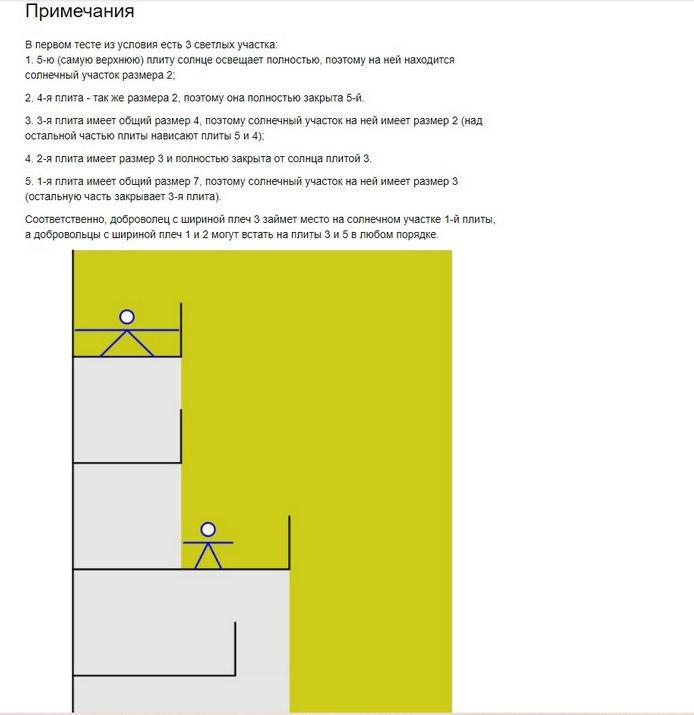 Примечания
В первом тесте из условия есть 3 светлых участка:
1. 5-ю (самую верхнюю) плиту солнце освещает полностью, поэтому на ней находится
солнечный участок размера 2;
2. 4-я плита - так же размера 2, поэтому она полностью закрыта 5-й.
3. 3-я плита имеет общий размер 4, поэтому солнечный участок на ней имеет размер 2 (над
остальной частью плиты нависают плиты 5 и 4);
4. 2-я плита имеет размер 3 и полностью закрыта от солнца плитой 3.
5. 1-я плита имеет общий размер 7, поэтому солнечный участок на ней имеет размер 3
(остальную часть закрывает 3-я плита).
Соответственно, доброволец с шириной плеч 3 займет место на солнечном участке 1-й плиты,
а добровольцы с шириной плеч 1 и 2 могут встать на плиты 3 и 5 в любом порядке.